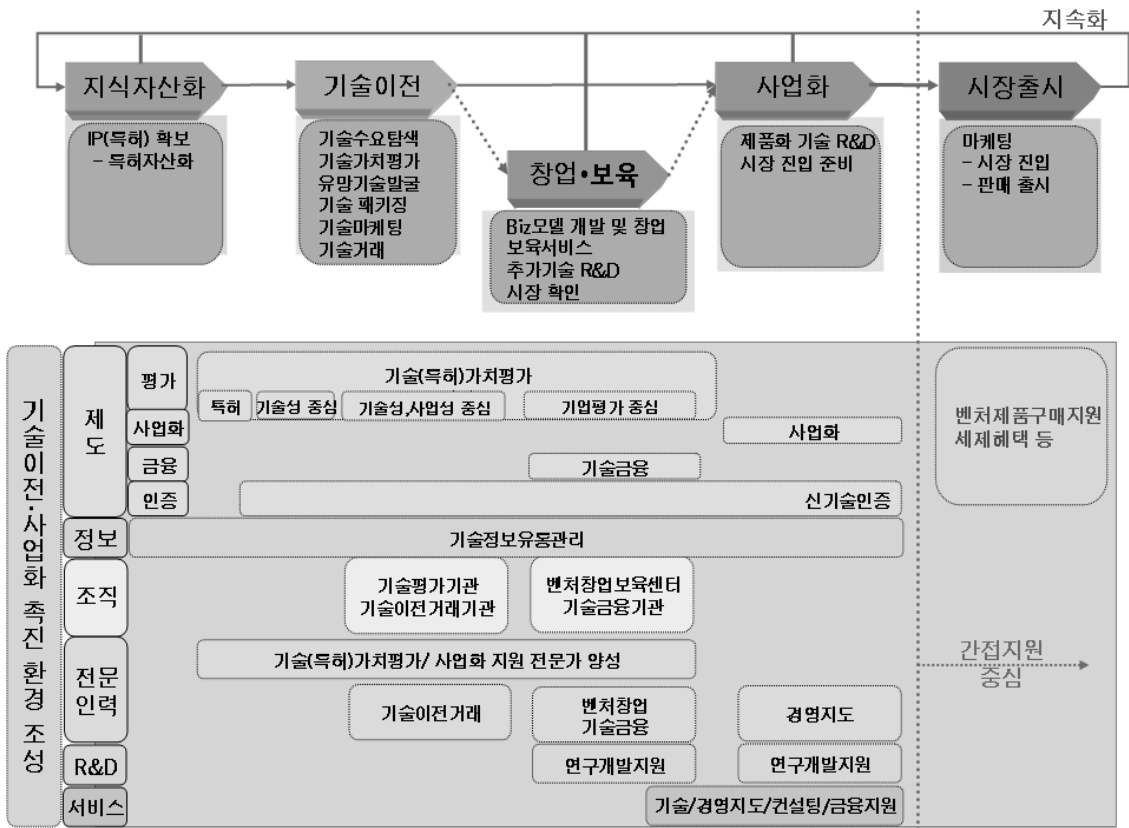 지속화
지식자산화
IP(특허) 확보
– 특허자산화
기술이전
기술수요탐색
기술가치평가
유망기술발굴
기술 패키징
기술마케팅
기술거래
창업•보육
Biz모델 개발 및 창업
보육서비스
추가기술 R&D
시장 확인
사업화
제품화 기술 R&D
시장 진입 준비
시장출시
마케팅
– 시장 진입
– 판매 출시
기술이전·사업화 촉진 환경 조성
제도
평가
기술(특허)가치평가
특허
기술성 중심
기술성,사업성 중심
기업평가 중심
사업화
사업화
금융
기술금융
인증
신기술인증
벤처제품구매지원
세제혜택 등
정보
기술정보유통관리
조직
기술평가기관
기술이전거래기관
벤처창업보육센터
기술금융기관
전문
인력
기술(특허)가치평가/ 사업화 지원 전문가 양성
기술이전거래
벤처창업
기술금융
경영지도
간접지원
중심
R&D
연구개발지원
연구개발지원
서비스
기술/경영지도/컨설팅/금융지원